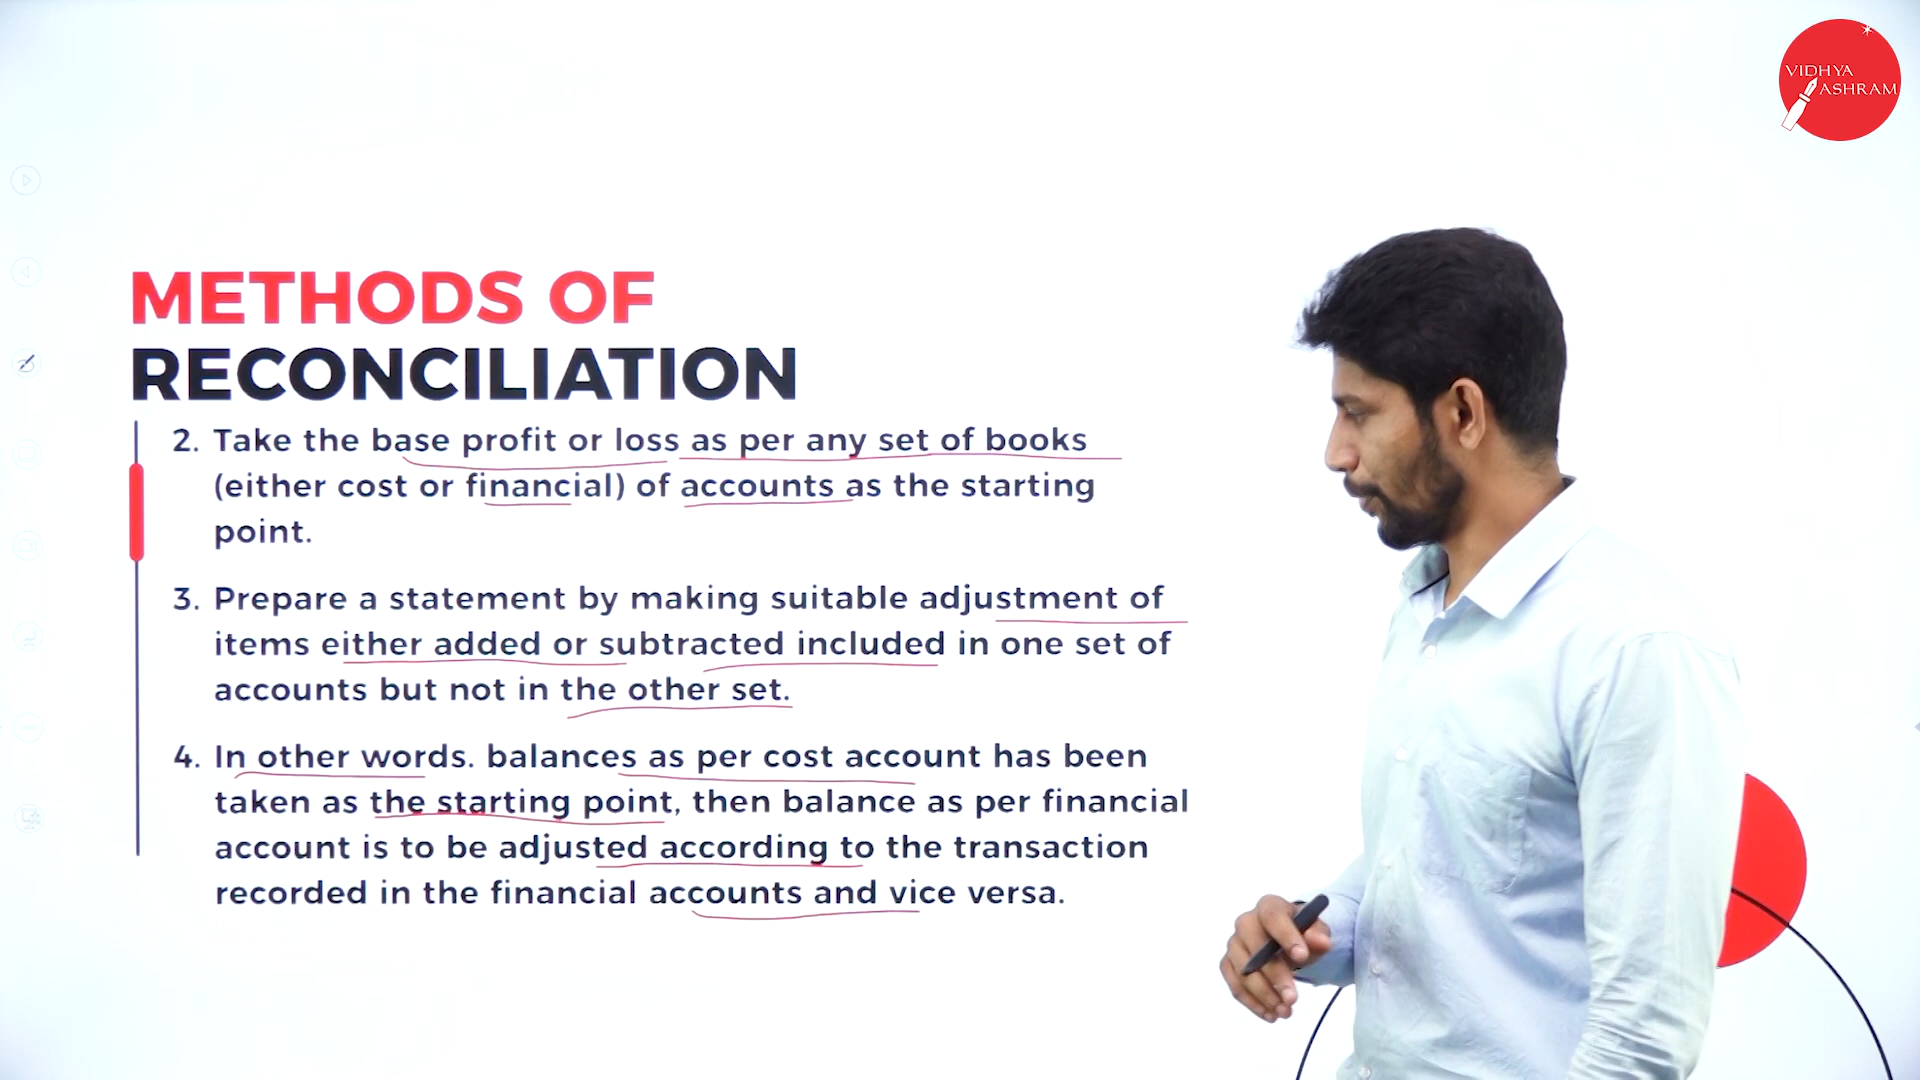 VIDHYA
ASHRAM
METHODS OF
RECONCILIATION
2. Take the base profit or loss as per any set of books
(either cost or financial) of accounts as the starting
point.
3. Prepare a statement by making suitable adjustment of
items either added or subtracted included in one set of
accounts but not in the other set.
4. In other words. balances as per cost account has been
taken as the starting point, then balance as per financial
account is to be adjusted according to the transaction
recorded in the financial accounts and vice versa.